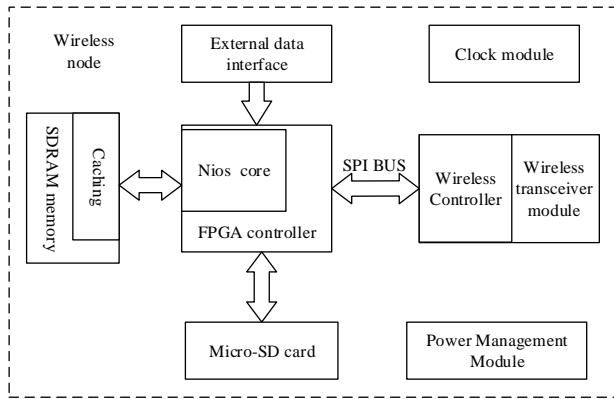 Wireless
node
External data
interface
Clock module
SDRAM memory
Caching
Nios core
FPGA controller
SPI BUS
Wireless
Controller
Wireless
transceiver
module
Micro-SD card
Power Management
Module